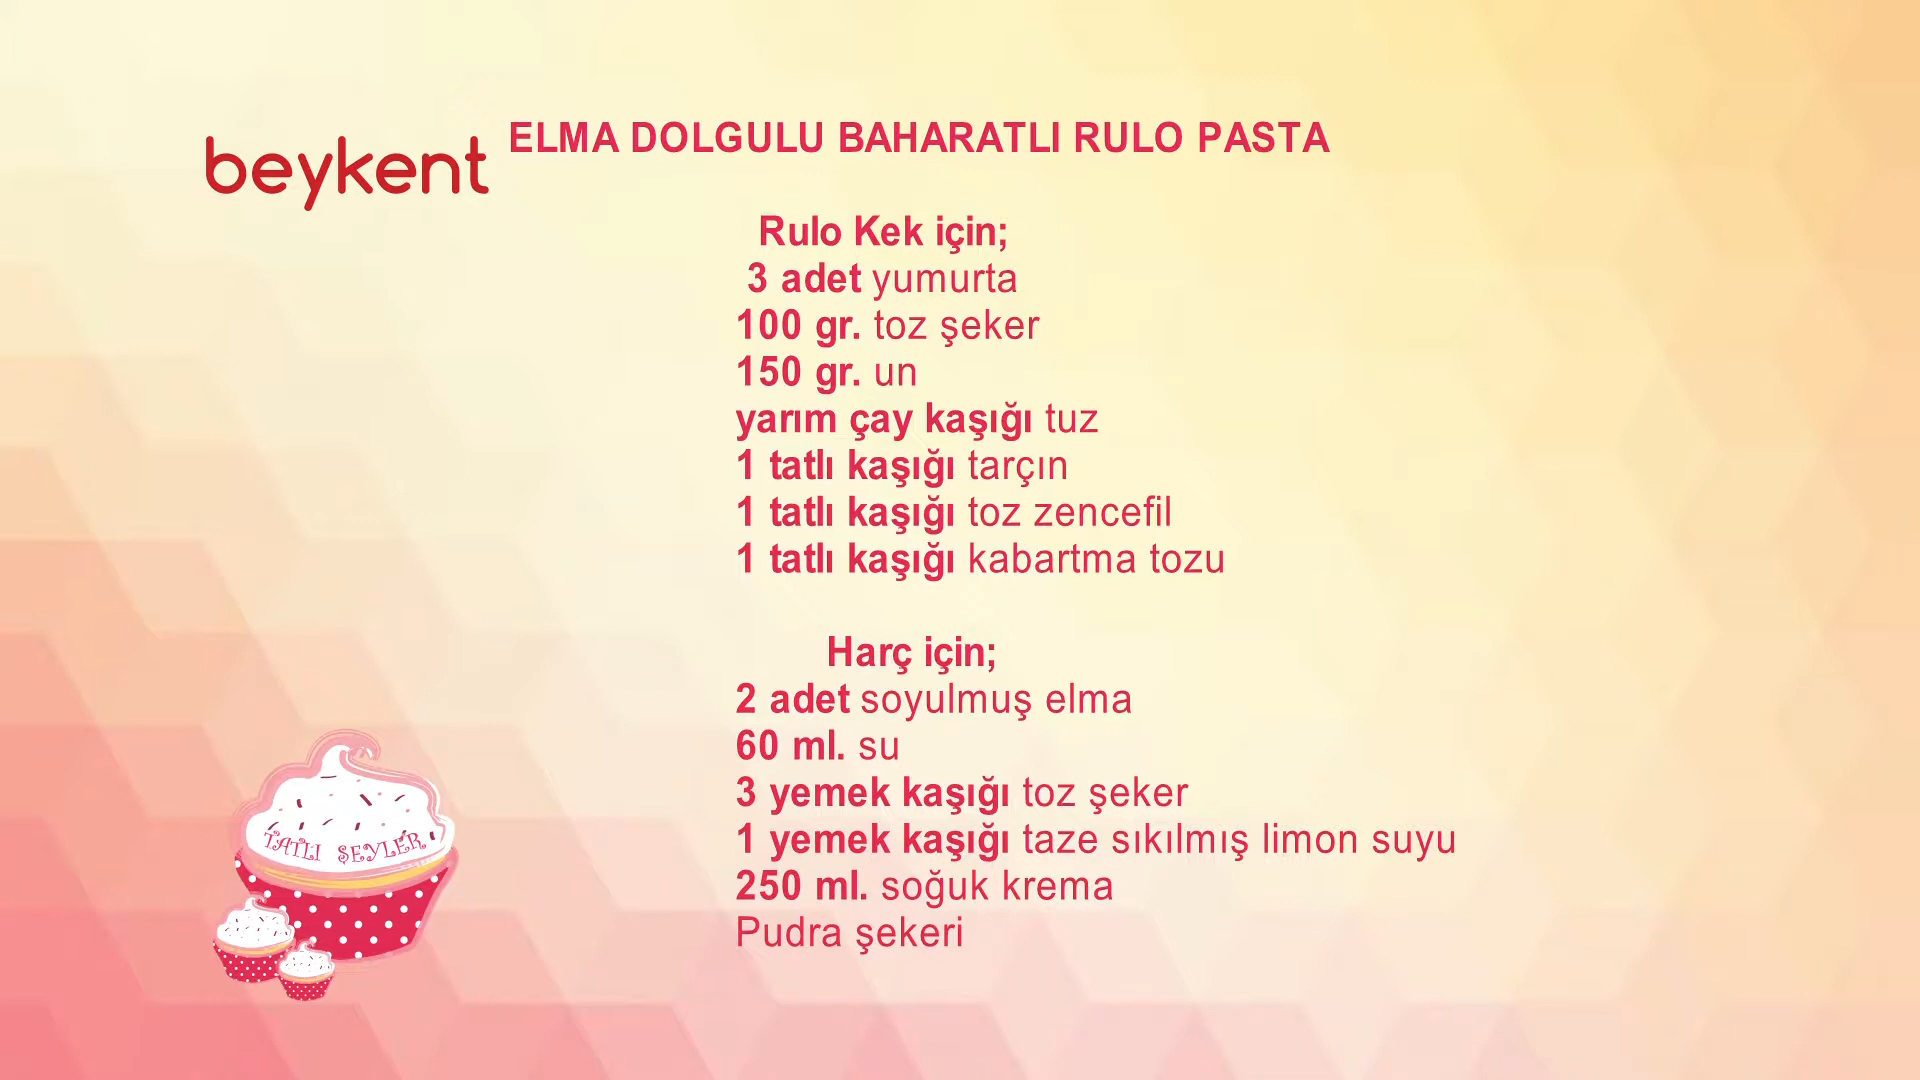 beykent
ELMA DOLGULU BAHARATLI RULO PASTA
Rulo Kek için;
3 adet yumurta
100 gr. toz şeker
150 gr. un
yarım çay kaşığı tuz
1 tatlı kaşığı tarçın
1 tatlı kaşığı toz zencefil
1 tatlı kaşığı kabartma tozu
Harç için;
2 adet soyulmuş elma
60 ml. su
3 yemek kaşığı toz şeker
1 yemek kaşığı taze sıkılmış limon suyu
250 ml. soğuk krema
Pudra şekeri
TATLI ŞEYLER